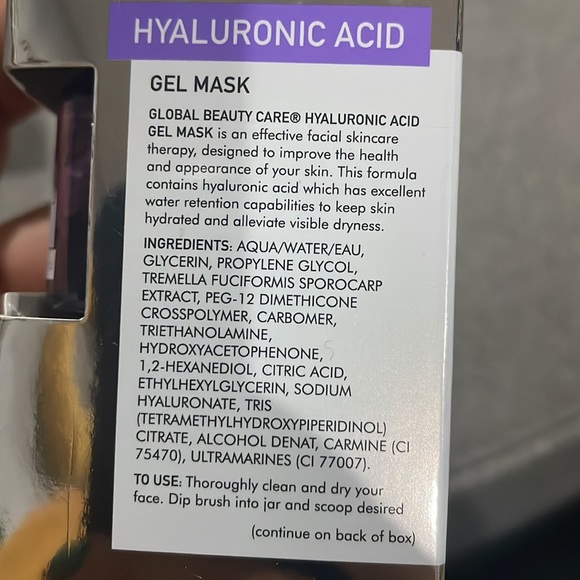 HYALURONIC ACID
GEL MASK
GLOBAL BEAUTY CARE® HYALURONIC ACID
GEL MASK is an effective facial skincare
therapy, designed to improve the health
and appearance of your skin. This formula
contains hyaluronic acid which has excellent
water retention capabilities to keep skin
hydrated and alleviate visible dryness.
INGREDIENTS: AQUA/WATER/EAU,
GLYCERIN, PROPYLENE GLYCOL,
TREMELLA FUCIFORMIS SPOROCARP
EXTRACT, PEG-12 DIMETHICONE
CROSSPOLYMER, CARBOMER,
TRIETHANOLAMINE,
HYDROXYACETOPHENONE,
1,2-HEXANEDIOL, CITRIC ACID,
ETHYLHEXYLGLYCERIN, SODIUM
HYALURONATE, TRIS
(TETRAMETHYLHYDROXYPIPERIDINOL)
CITRATE, ALCOHOL DENAT, CARMINE (CI
75470), ULTRAMARINES (CI 77007).
TO USE: Thoroughly clean and dry your
face. Dip brush into jar and scoop desired
(continue on back of box)